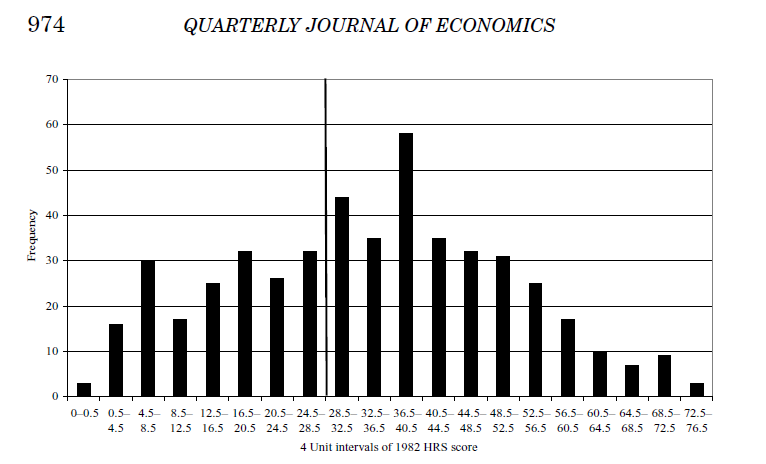 974 QUARTERLY JOURNAL OF ECONOMICS
70
60
50
40
30
20
10
0
Frequency
0–0.5 0.5– 4.5– 8.5– 12.5– 16.5– 20.5– 24.5– 28.5– 32.5– 36.5– 40.5– 44.5– 48.5– 52.5– 56.5– 60.5– 64.5– 68.5– 72.5–
4.5 8.5 12.5 16.5 20.5 24.5 28.5 32.5 36.5 40.5 44.5 48.5 52.5 56.5 60.5 64.5 68.5 72.5 76.5
4 Unit intervals of 1982 HRS score